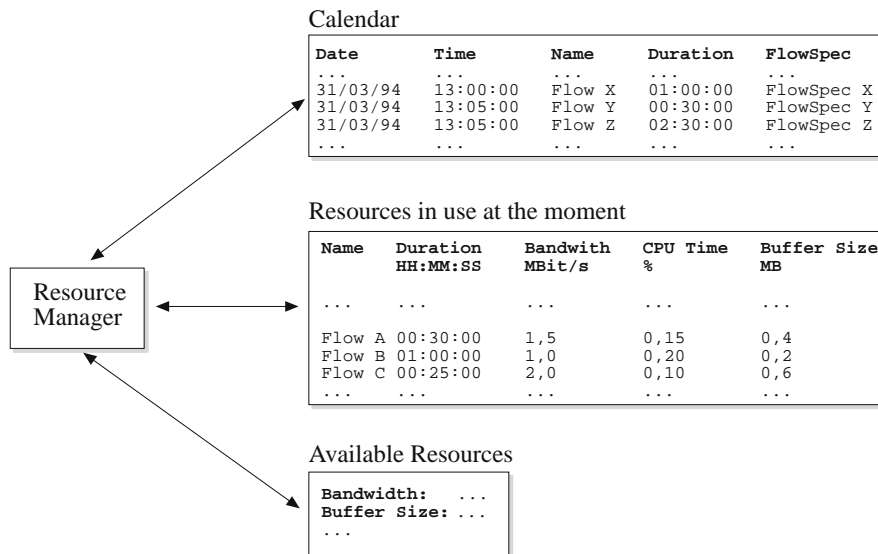 Calendar
Date Time Name Duration FlowSpec
... ... ... ... ...
31/03/94 13:00:00 Flow X 01:00:00 FlowSpec X
31/03/94 13:05:00 Flow Y 00:30:00 FlowSpec Y
31/03/94 13:05:00 Flow Z 02:30:00 FlowSpec Z
... ... ... ... ...
Resources in use at the moment
Name Duration Bandwith CPU Time Buffer Size
HH:MM:SS MBit/s % MB
... ... ... ... ...
Flow A 00:30:00 1,5 0,15 0,4
Flow B 01:00:00 1,0 0,20 0,2
Flow C 00:25:00 2,0 0,10 0,6
... ... ... ... ...
Resource
Manager
Available Resources
Bandwidth: ...
Buffer Size: ...
...